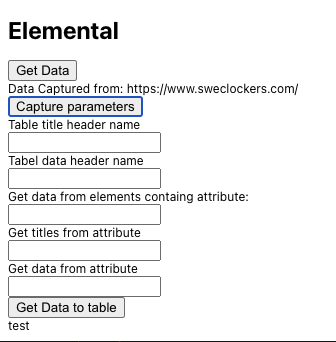 Elemental
Get Data
Data Captured from: https://www.sweclockers.com/
Capture parameters
Table title header name
Tabel data header name
Get data from elements containg attribute:
Get titles from attribute
Get data from attribute
Get Data to table
test